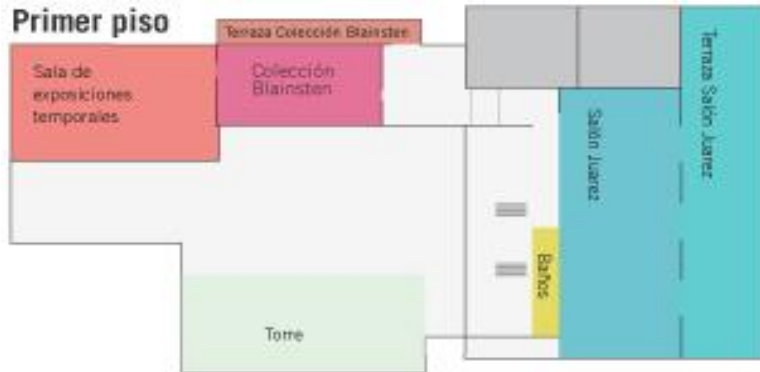 Primer piso
Terraza Colección Blainsten
Sala de
exposiciones
temporales
Colección
Blainsten
Salón Juarez
Terraza Salón Juarez
Baños
Torre